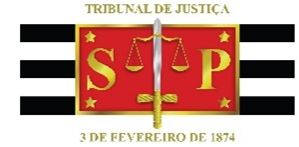 TRIBUNAL DE JUSTIÇA
S P
3 DE FEVEREIRO DE 1874